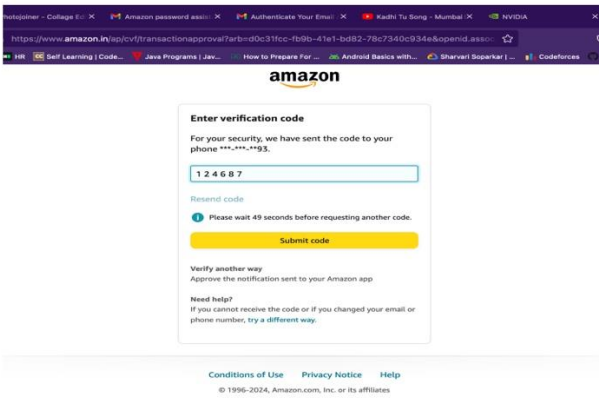 hotojoiner - Collage Ed
Amazon password assist
Authenticate Your Email
Kadhi Tu Song - Mumbai
NVIDIA
https://www.amazon.in/ap/cvf/transactionapproval?arb=d0c31fcc-fb9b-41e1-bd82-78c7340c934e&openid.assoc
HR
Self Learning | Code...
Java Programs | Jav...
How to Prepare For ...
Android Basics with...
Sharvari Soparkar | ...
Codeforces
amazon
Enter verification code
For your security, we have sent the code to your
phone ***-***-**93.
124687
Resend code
Please wait 49 seconds before requesting another code.
Submit code
Verify another way
Approve the notification sent to your Amazon app
Need help?
If you cannot receive the code or if you changed your email or
phone number, try a different way.
Conditions of Use Privacy Notice Help
© 1996-2024, Amazon.com, Inc. or its affiliates